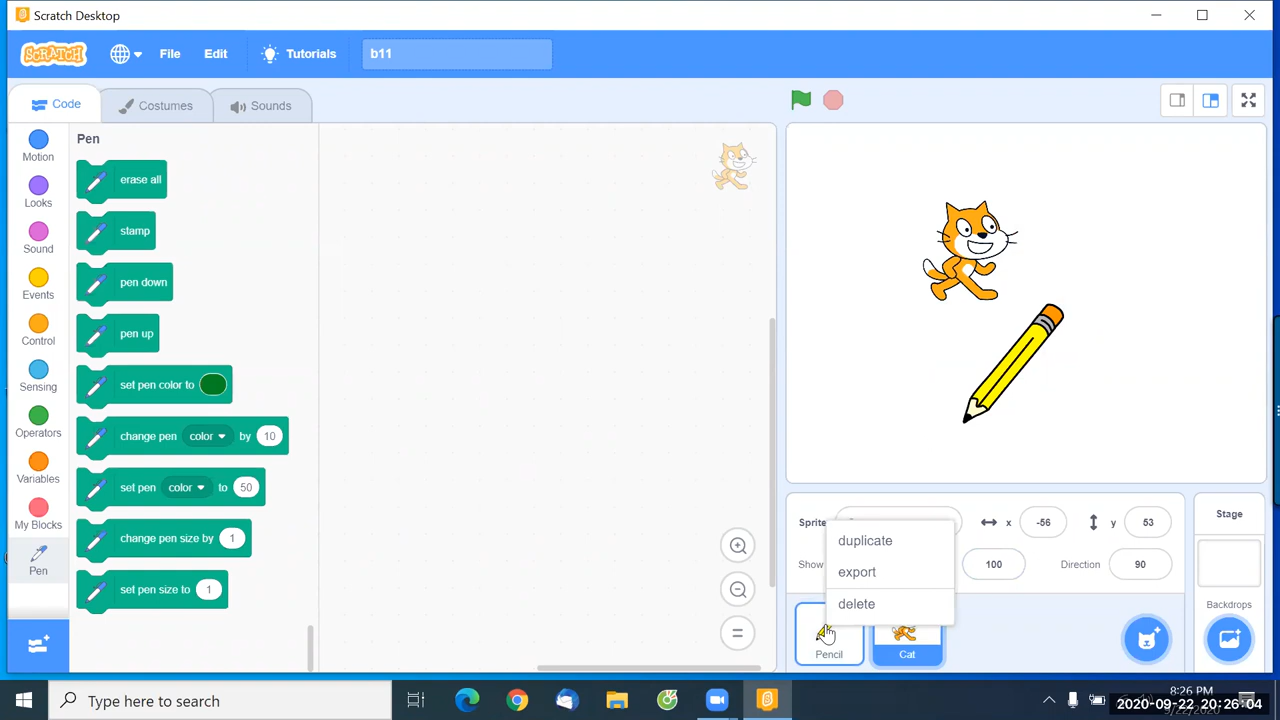 Scratch Desktop
SCRATCH
File
Edit
Tutorials
b11
Code
Costumes
Sounds
Motion
Looks
Sound
Events
Control
Sensing
Operators
Variables
My Blocks
Pen
Pen
erase all
stamp
pen down
pen up
set pen color to
change pen color by 10
set pen color to 50
change pen size by 1
set pen size to 1
Sprite
x -56
y 53
Show
100
Direction 90
duplicate
export
delete
Pencil
Cat
Stage
Backdrops
Type here to search
8:26 PM
2020-09-22 20:26:04